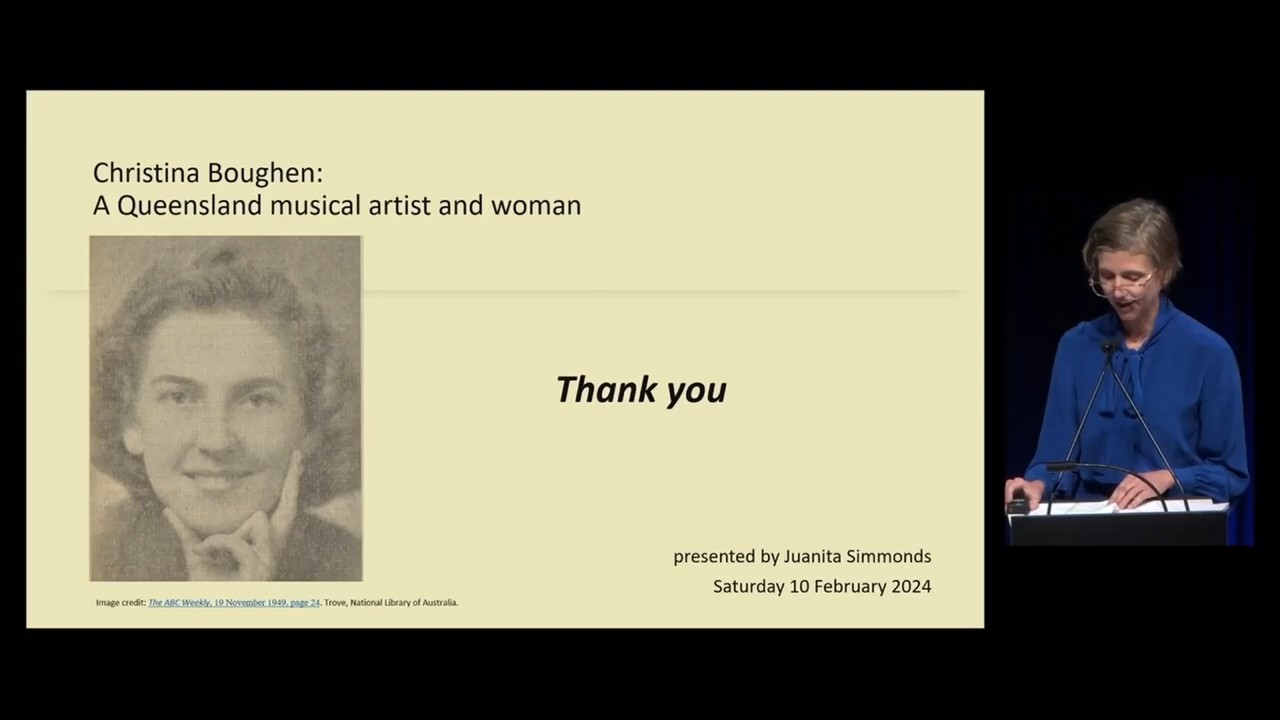 Christina Boughen:
A Queensland musical artist and woman
Thank you
presented by Juanita Simmonds
Saturday 10 February 2024
Image credit: The ABC Weekly, 19 November 1949, page 24. Trove, National Library of Australia.